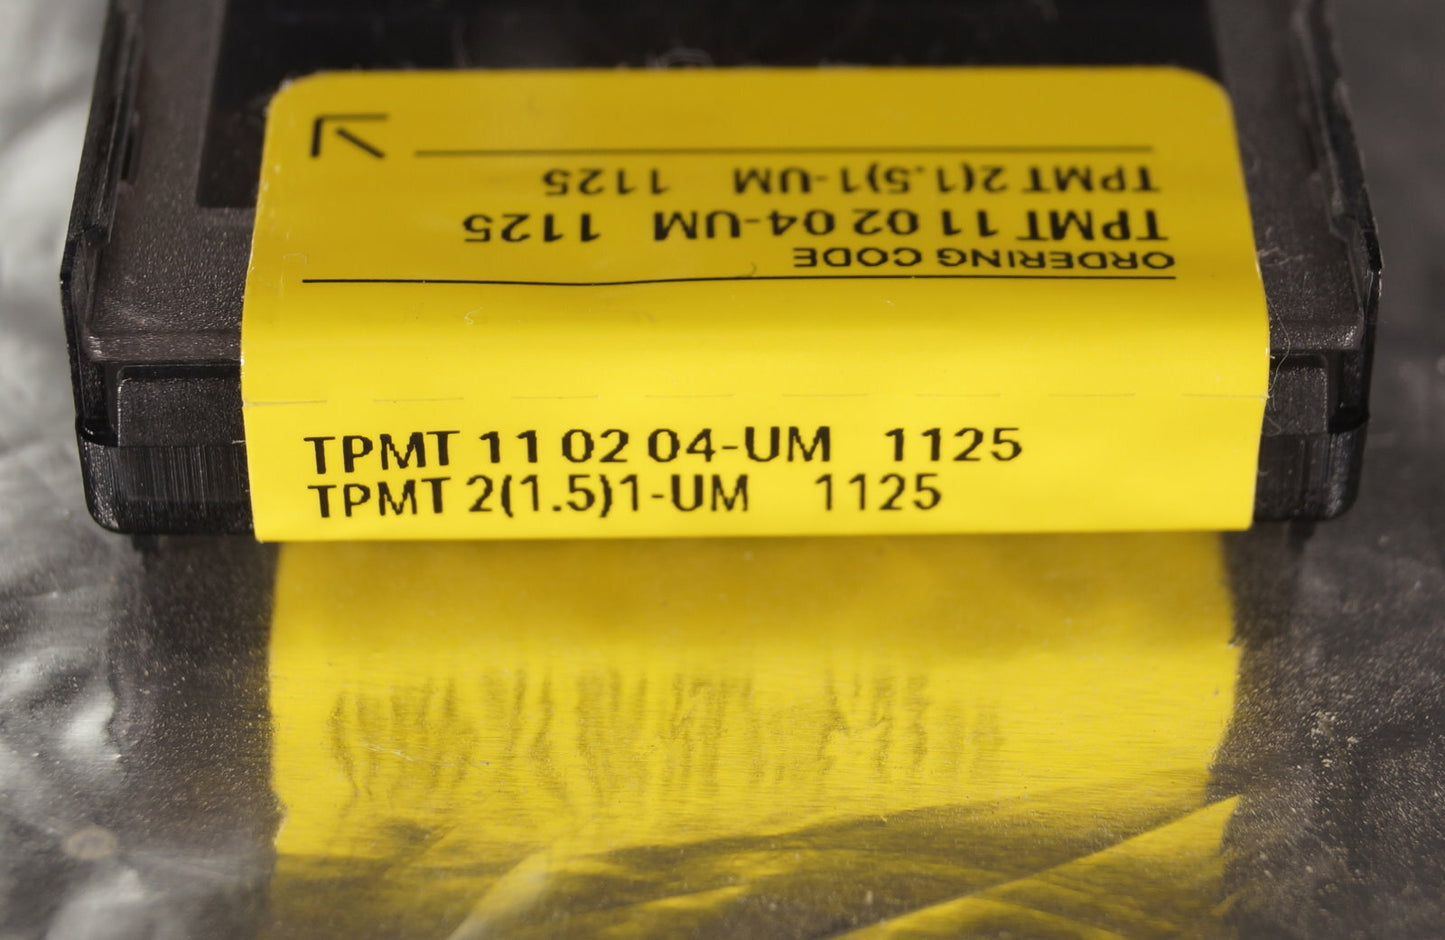 ORDERING CODE
TPMT 11 02 04-UM 1125
TPMT 2(1.5)1-UM 1125
TPMT 11 02 04-UM 1125
TPMT 2(1.5)1-UM 1125